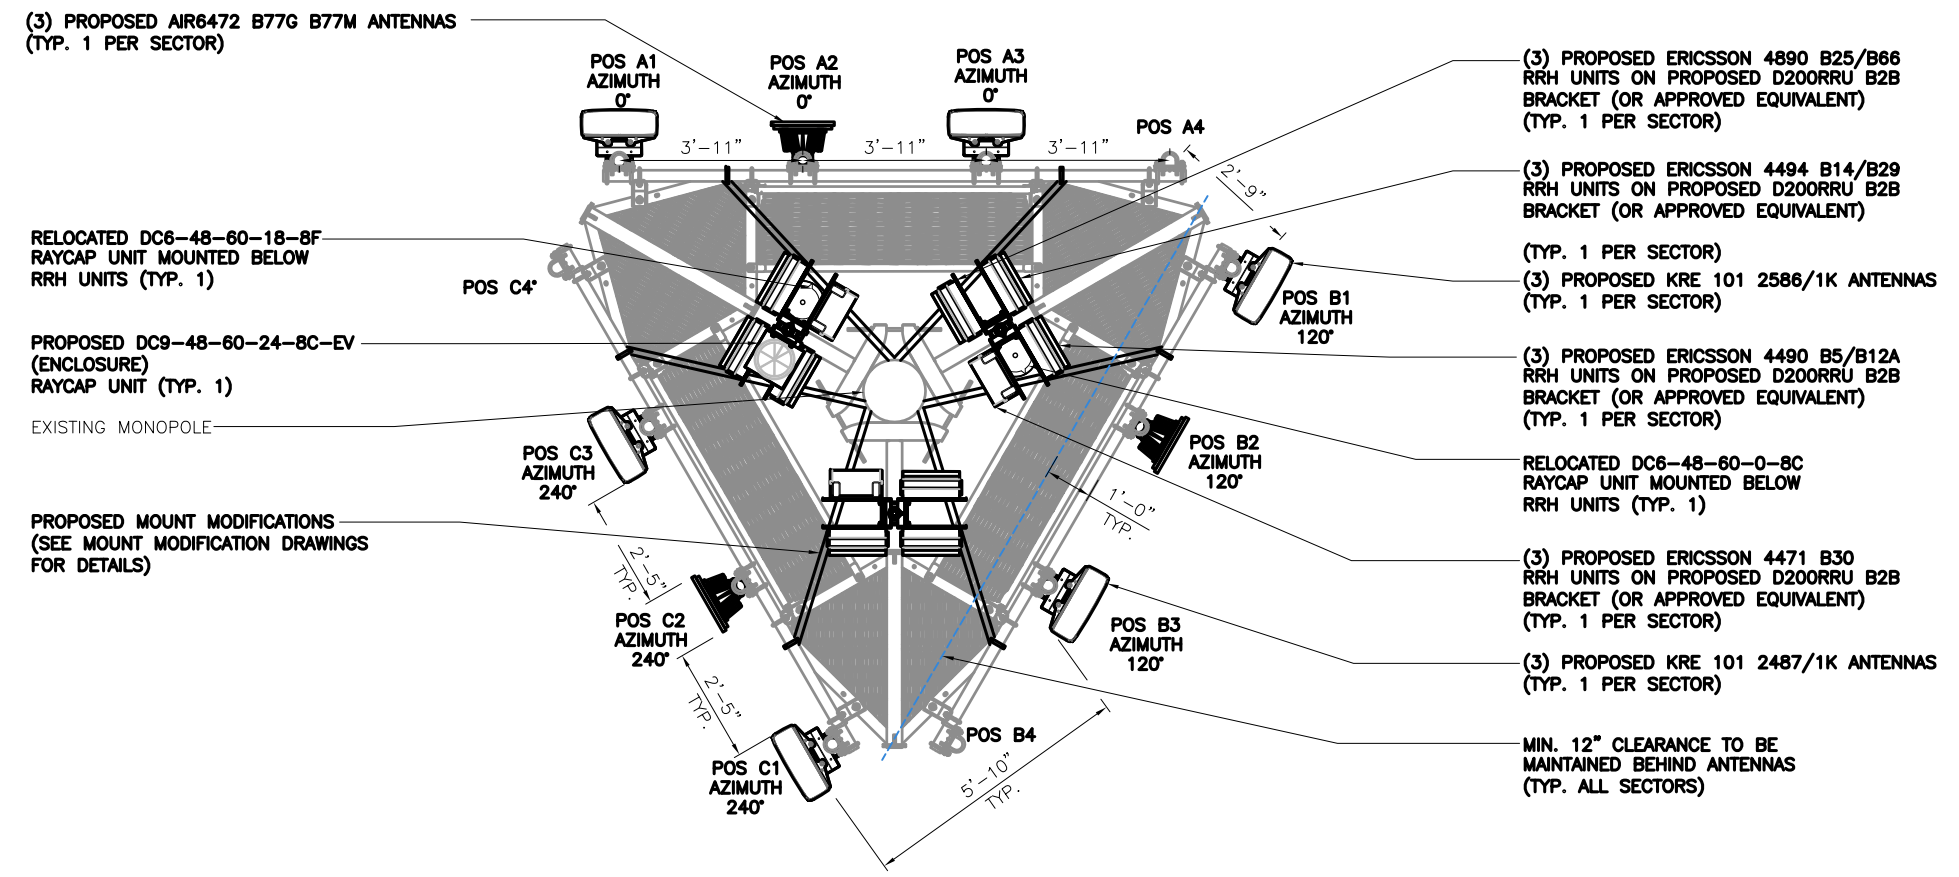 (3) PROPOSED AIR6472 B77G B77M ANTENNAS
(TYP. 1 PER SECTOR)
POS A1
AZIMUTH
0°
POS A2
AZIMUTH
0°
POS A3
AZIMUTH
0°
POS A4
3'-11"
3'-11"
3'-11"
2'-9"
RELOCATED DC6-48-60-18-8F
RAYCAP UNIT MOUNTED BELOW
RRH UNITS (TYP. 1)
POS C4°
PROPOSED DC9-48-60-24-8C-EV
(ENCLOSURE)
RAYCAP UNIT (TYP. 1)
EXISTING MONOPOLE
POS C3
AZIMUTH
240°
PROPOSED MOUNT MODIFICATIONS
(SEE MOUNT MODIFICATION DRAWINGS
FOR DETAILS)
2'-5"
TYP.
POS C2
AZIMUTH
240°
2'-5"
TYP.
POS C1
AZIMUTH
240°
POS B1
AZIMUTH
120°
POS B2
AZIMUTH
120°
1'-0"
TYP.
POS B3
AZIMUTH
120°
POS B4
5'-10"
TYP.
(3) PROPOSED ERICSSON 4890 B25/B66
RRH UNITS ON PROPOSED D200RRU B2B
BRACKET (OR APPROVED EQUIVALENT)
(TYP. 1 PER SECTOR)
(3) PROPOSED ERICSSON 4494 B14/B29
RRH UNITS ON PROPOSED D200RRU B2B
BRACKET (OR APPROVED EQUIVALENT)
(TYP. 1 PER SECTOR)
(3) PROPOSED KRE 101 2586/1K ANTENNAS
(TYP. 1 PER SECTOR)
(3) PROPOSED ERICSSON 4490 B5/B12A
RRH UNITS ON PROPOSED D200RRU B2B
BRACKET (OR APPROVED EQUIVALENT)
(TYP. 1 PER SECTOR)
RELOCATED DC6-48-60-0-8C
RAYCAP UNIT MOUNTED BELOW
RRH UNITS (TYP. 1)
(3) PROPOSED ERICSSON 4471 B30
RRH UNITS ON PROPOSED D200RRU B2B
BRACKET (OR APPROVED EQUIVALENT)
(TYP. 1 PER SECTOR)
(3) PROPOSED KRE 101 2487/1K ANTENNAS
(TYP. 1 PER SECTOR)
MIN. 12" CLEARANCE TO BE
MAINTAINED BEHIND ANTENNAS
(TYP. ALL SECTORS)